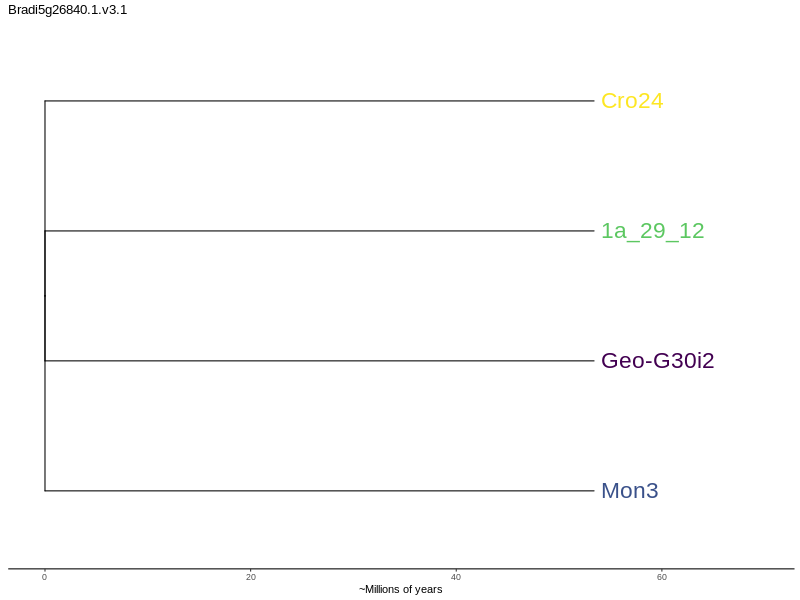 Bradi5g26840.1.v3.1
Cro24
1a_29_12
Geo-G30i2
Mon3
0 20 40 60
~Millions of years